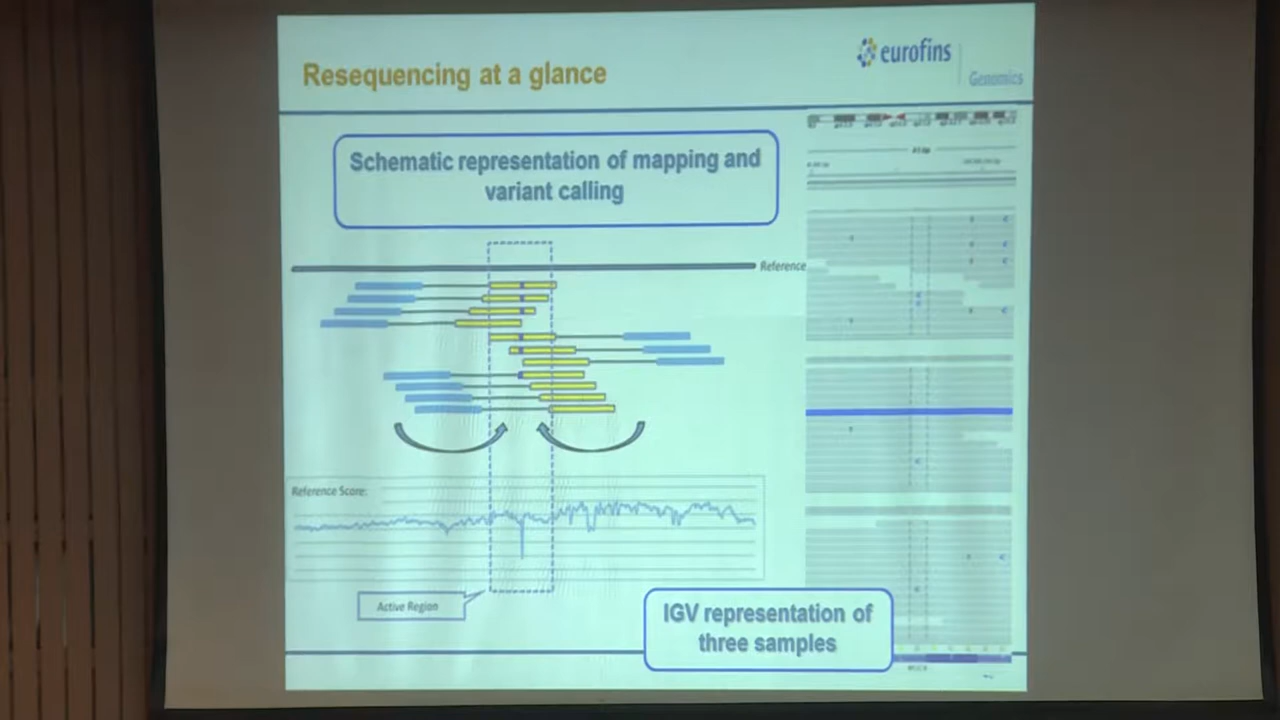 Resequencing at a glance
eurofins
Genomics
Schematic representation of mapping and
variant calling
Reference
Reference Score:
Active Region
IGV representation of
three samples